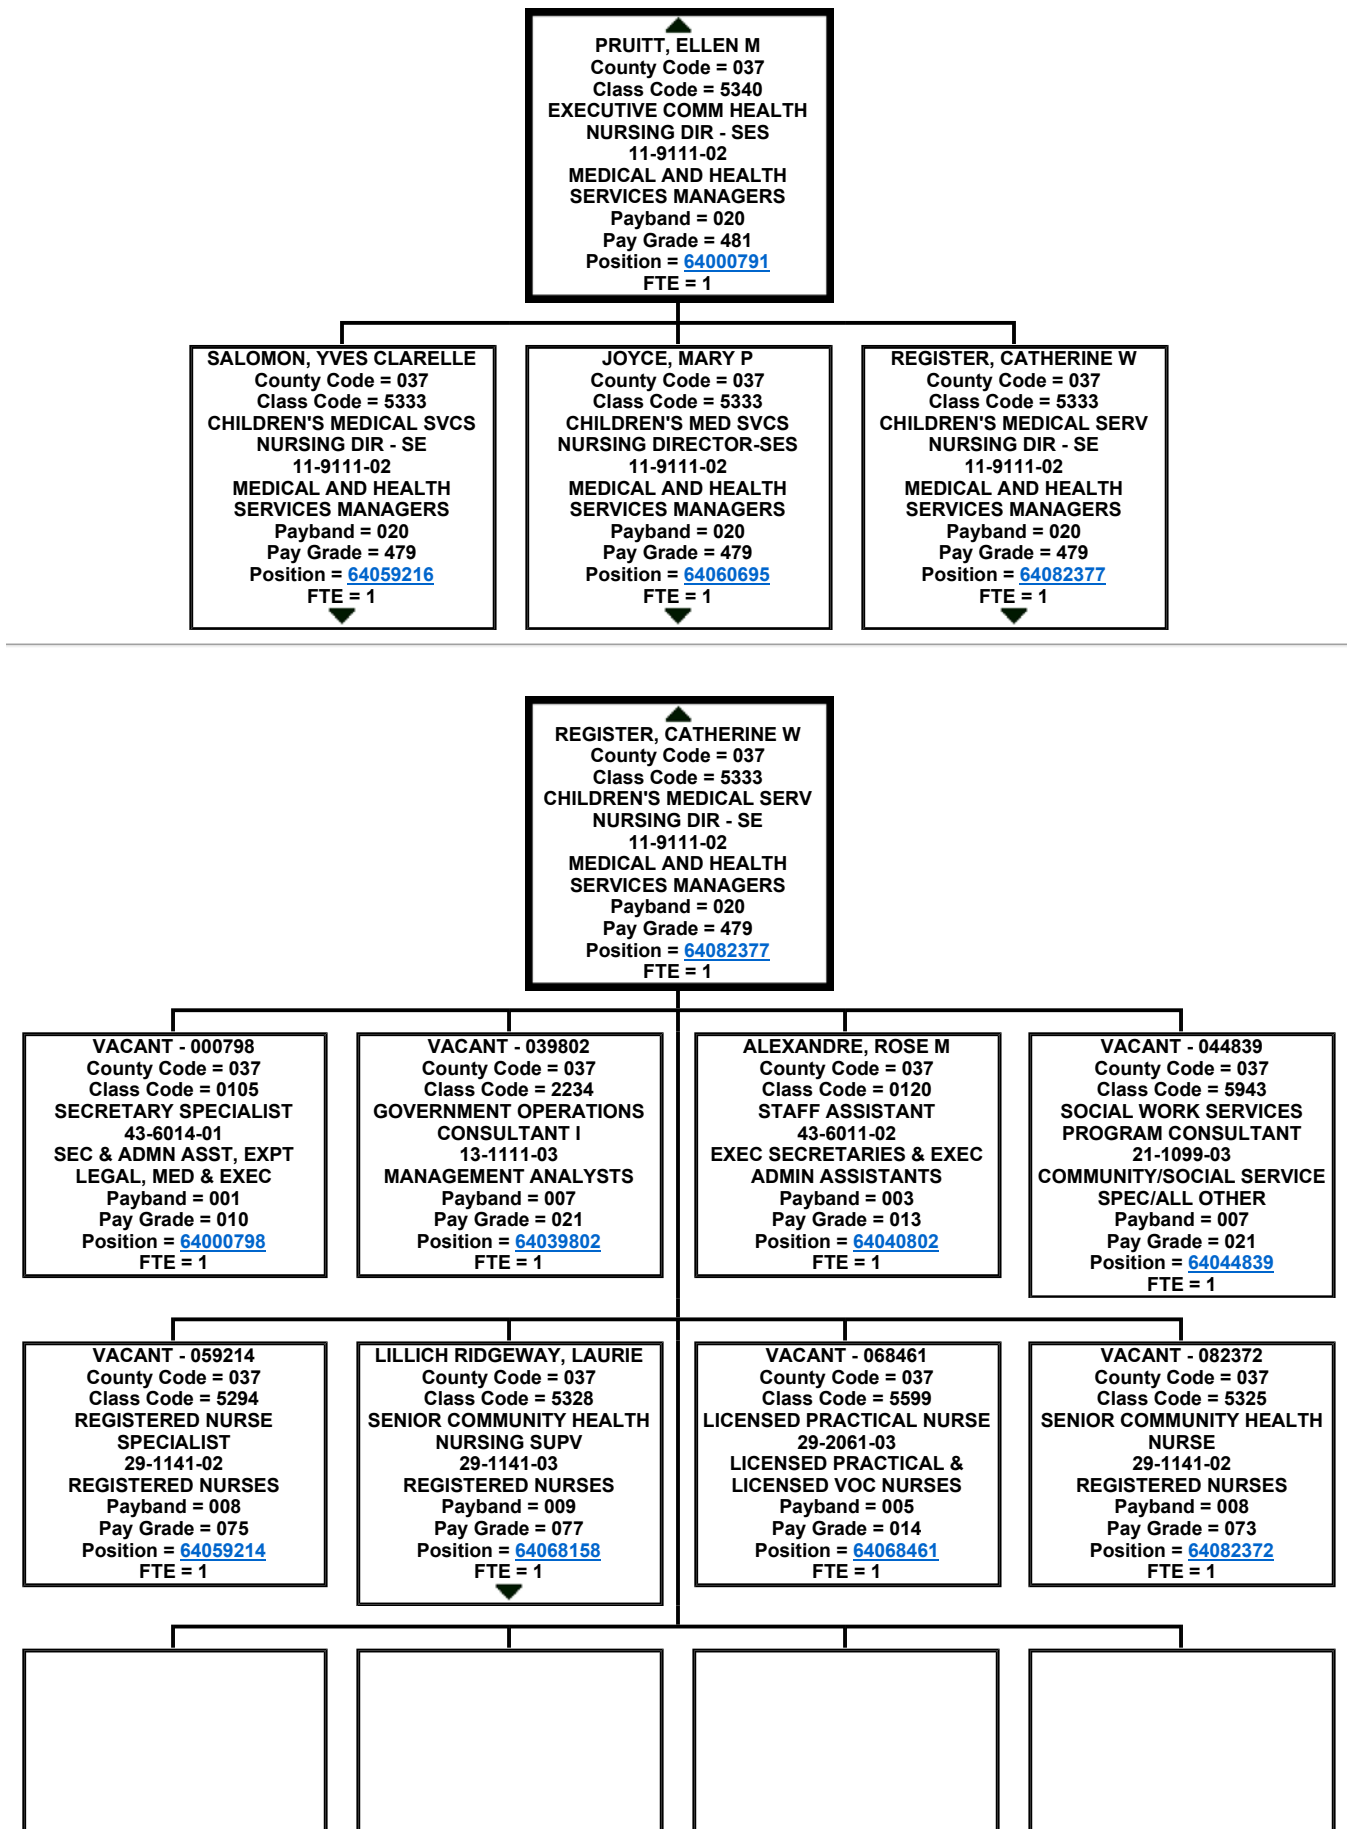 PRUITT, ELLEN M
County Code = 037
Class Code = 5340
EXECUTIVE COMM HEALTH
NURSING DIR - SES
11-9111-02
MEDICAL AND HEALTH
SERVICES MANAGERS
Payband = 020
Pay Grade = 481
Position = 64000791
FTE = 1
SALOMON, YVES CLARELLE
County Code = 037
Class Code = 5333
CHILDREN'S MEDICAL SVCS
NURSING DIR - SE
11-9111-02
MEDICAL AND HEALTH
SERVICES MANAGERS
Payband = 020
Pay Grade = 479
Position = 64059216
FTE = 1
JOYCE, MARY P
County Code = 037
Class Code = 5333
CHILDREN'S MED SVCS
NURSING DIRECTOR-SES
11-9111-02
MEDICAL AND HEALTH
SERVICES MANAGERS
Payband = 020
Pay Grade = 479
Position = 64060695
FTE = 1
REGISTER, CATHERINE W
County Code = 037
Class Code = 5333
CHILDREN'S MEDICAL SERV
NURSING DIR - SE
11-9111-02
MEDICAL AND HEALTH
SERVICES MANAGERS
Payband = 020
Pay Grade = 479
Position = 64082377
FTE = 1
REGISTER, CATHERINE W
County Code = 037
Class Code = 5333
CHILDREN'S MEDICAL SERV
NURSING DIR - SE
11-9111-02
MEDICAL AND HEALTH
SERVICES MANAGERS
Payband = 020
Pay Grade = 479
Position = 64082377
FTE = 1
VACANT - 000798
County Code = 037
Class Code = 0105
SECRETARY SPECIALIST
43-6014-01
SEC & ADMN ASST, EXPT
LEGAL, MED & EXEC
Payband = 001
Pay Grade = 010
Position = 64000798
FTE = 1
VACANT - 039802
County Code = 037
Class Code = 2234
GOVERNMENT OPERATIONS
CONSULTANT I
13-1111-03
MANAGEMENT ANALYSTS
Payband = 007
Pay Grade = 021
Position = 64039802
FTE = 1
ALEXANDRE, ROSE M
County Code = 037
Class Code = 0120
STAFF ASSISTANT
43-6011-02
EXEC SECRETARIES & EXEC
ADMIN ASSISTANTS
Payband = 003
Pay Grade = 013
Position = 64040802
FTE = 1
VACANT - 044839
County Code = 037
Class Code = 5943
SOCIAL WORK SERVICES
PROGRAM CONSULTANT
21-1099-03
COMMUNITY/SOCIAL SERVICE
SPEC/ALL OTHER
Payband = 007
Pay Grade = 021
Position = 64044839
FTE = 1
VACANT - 059214
County Code = 037
Class Code = 5294
REGISTERED NURSE
SPECIALIST
29-1141-02
REGISTERED NURSES
Payband = 008
Pay Grade = 075
Position = 64059214
FTE = 1
LILLICH RIDGEWAY, LAURIE
County Code = 037
Class Code = 5328
SENIOR COMMUNITY HEALTH
NURSING SUPV
29-1141-03
REGISTERED NURSES
Payband = 009
Pay Grade = 077
Position = 64068158
FTE = 1
VACANT - 068461
County Code = 037
Class Code = 5599
LICENSED PRACTICAL NURSE
29-2061-03
LICENSED PRACTICAL &
LICENSED VOC NURSES
Payband = 005
Pay Grade = 014
Position = 64068461
FTE = 1
VACANT - 082372
County Code = 037
Class Code = 5325
SENIOR COMMUNITY HEALTH
NURSE
29-1141-02
REGISTERED NURSES
Payband = 008
Pay Grade = 073
Position = 64082372
FTE = 1